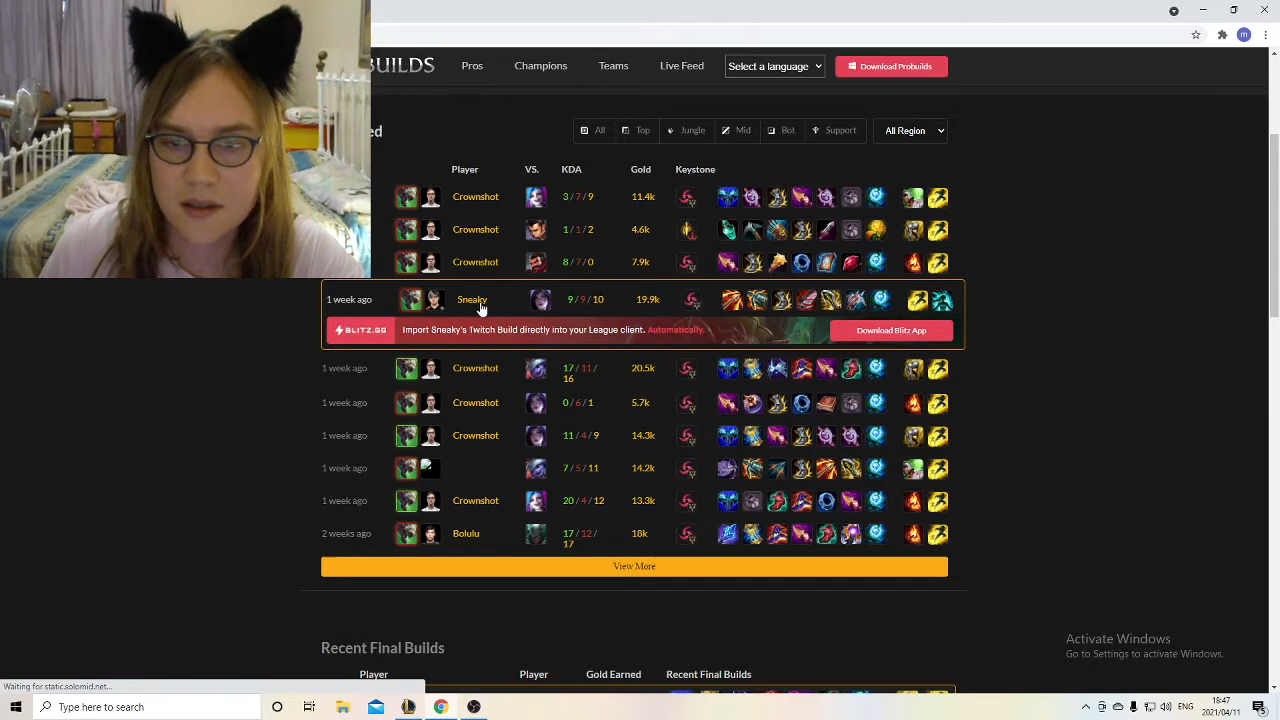 BUILDS Pros Champions Teams Live Feed Select a language Download Probuilds
ed All Top Jungle Mid Bot Support All Region
Player VS. KDA Gold Keystone
Crownshot 3 / 7 / 9 11.4k
Crownshot 1 / 1 / 2 4.6k
Crownshot 8 / 7 / 0 7.9k
1 week ago Sneaky 9 / 9 / 10 19.9k
BLITZ.GG Import Sneaky's Twitch Build directly into your League client. Automatically. Download Blitz App
1 week ago Crownshot 17 / 11 / 16 20.5k
1 week ago Crownshot 0 / 6 / 1 5.7k
1 week ago Crownshot 11 / 4 / 9 14.3k
1 week ago 7 / 5 / 11 14.2k
1 week ago Crownshot 20 / 4 / 12 13.3k
2 weeks ago Bolulu 17 / 12 / 17 18k
View More
Recent Final Builds
Player Player Gold Earned Recent Final Builds
Activate Windows
Go to Settings to activate Windows.
Waiting for static.solomid.net...
Type here to search
18:47
2021/04/11
m
5